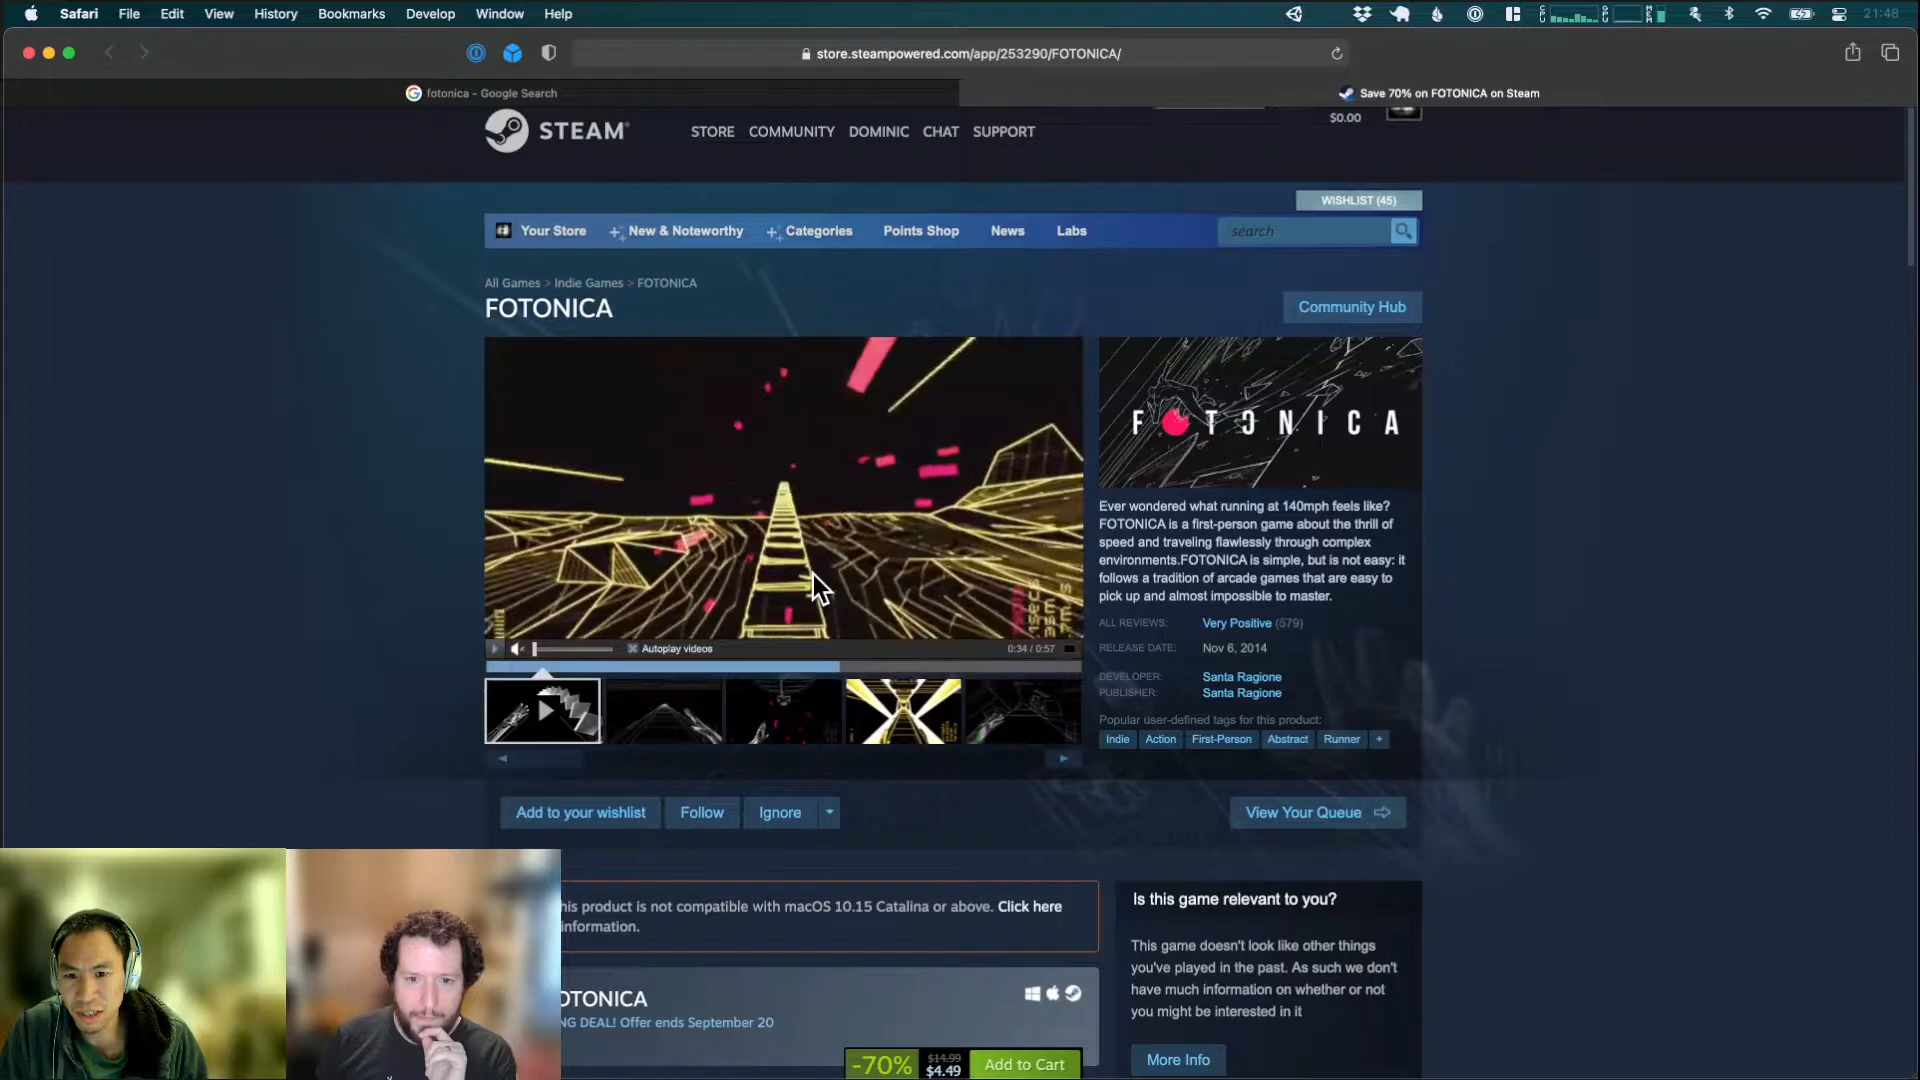 Safari File Edit View History Bookmarks Develop Window Help
21:48
store.steampowered.com/app/253290/FOTONICA/
fotonica – Google Search
Save 70% on FOTONICA on Steam
STEAM
STORE COMMUNITY DOMINIC CHAT SUPPORT
$0.00
WISHLIST (45)
Your Store New & Noteworthy Categories Points Shop News Labs
search
All Games > Indie Games > FOTONICA
FOTONICA
Community Hub
FOTONICA
Ever wondered what running at 140mph feels like?
FOTONICA is a first-person game about the thrill of
speed and traveling flawlessly through complex
environments.FOTONICA is simple, but is not easy: it
follows a tradition of arcade games that are easy to
pick up and almost impossible to master.
ALL REVIEWS: Very Positive (579)
RELEASE DATE: Nov 6, 2014
DEVELOPER: Santa Ragione
PUBLISHER: Santa Ragione
Popular user-defined tags for this product:
Indie Action First-Person Abstract Runner +
Autoplay videos
0:34 / 0:57
Add to your wishlist Follow Ignore
View Your Queue
his product is not compatible with macOS 10.15 Catalina or above. Click here
information.
OTONICA
NG DEAL! Offer ends September 20
-70% $14.99 $4.49 Add to Cart
Is this game relevant to you?
This game doesn't look like other things
you've played in the past. As such we don't
have much information on whether or not
you might be interested in it
More Info